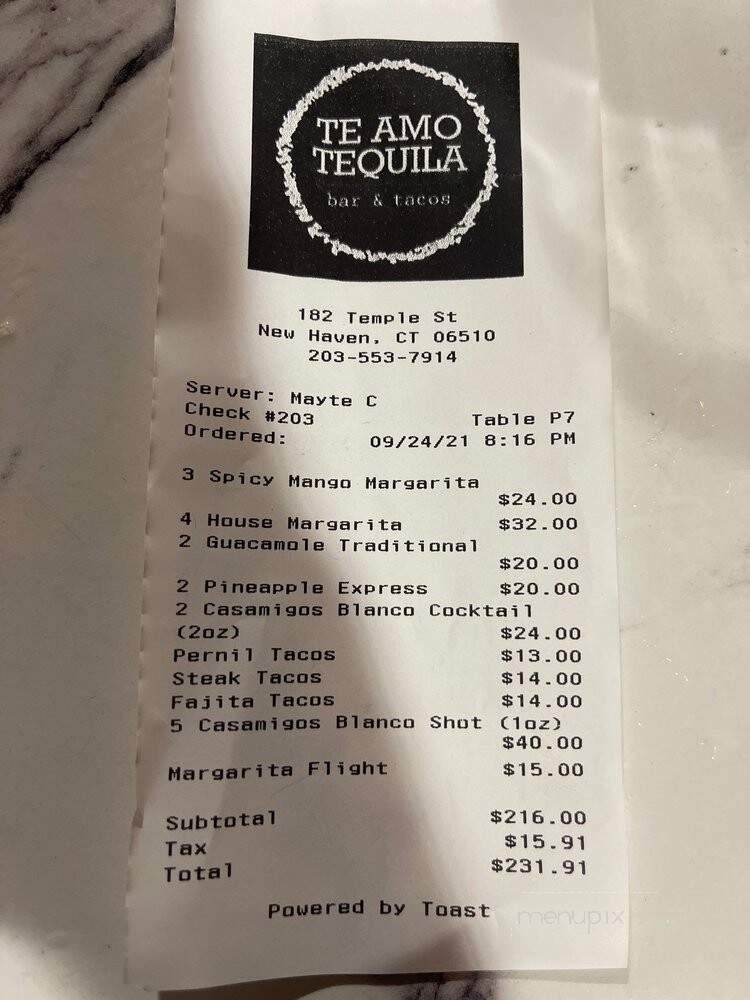 TE AMO
TEQUILA
bar & tacos
182 Temple St
New Haven, CT 06510
203-553-7914
Server: Mayte C
Check #203 Table P7
Ordered: 09/24/21 8:16 PM
3 Spicy Mango Margarita
$24.00
4 House Margarita $32.00
2 Guacamole Traditional
$20.00
2 Pineapple Express $20.00
2 Casamigos Blanco Cocktail
(2oz) $24.00
Pernil Tacos $13.00
Steak Tacos $14.00
Fajita Tacos $14.00
5 Casamigos Blanco Shot (1oz)
$40.00
Margarita Flight $15.00
Subtotal $216.00
Tax $15.91
Total $231.91
Powered by Toast
menupix